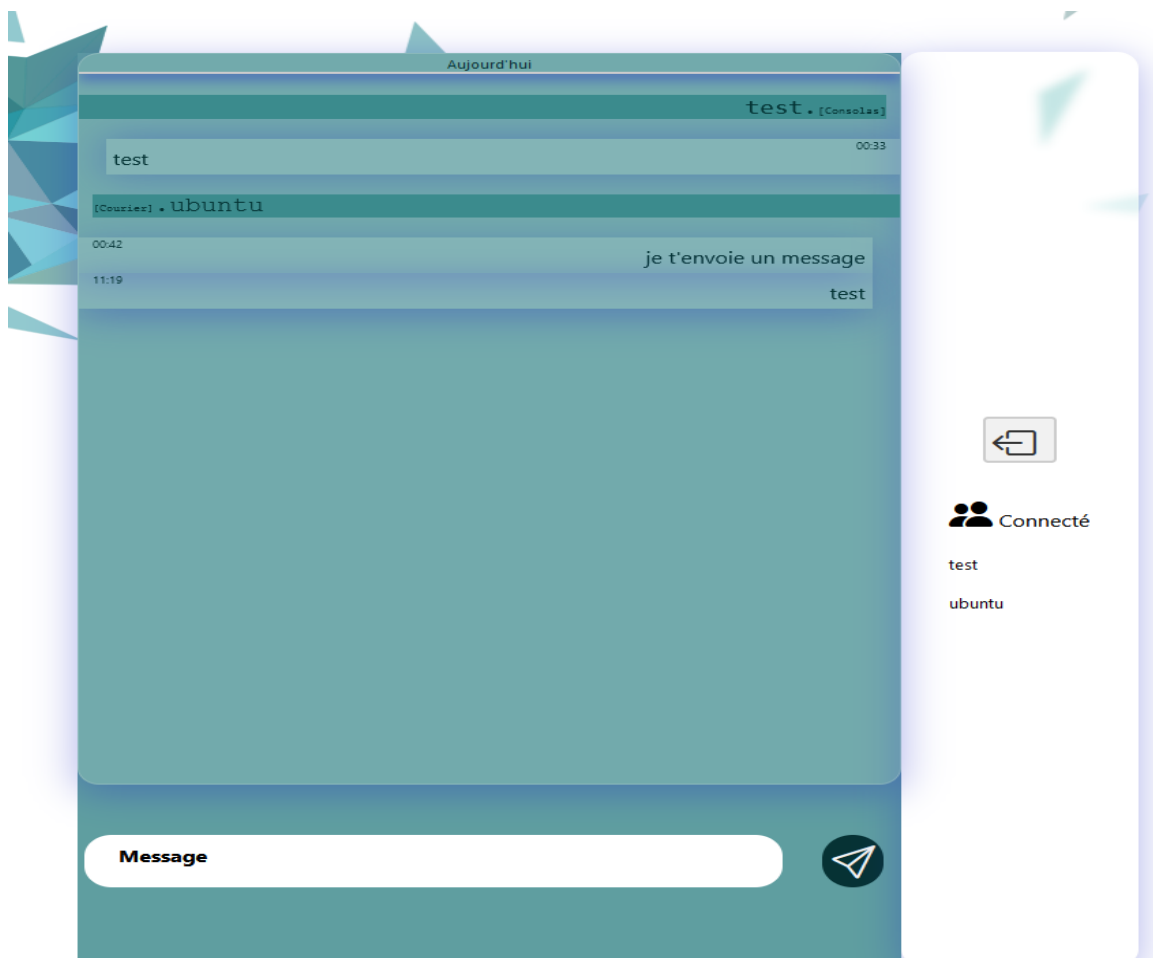 Aujourd'hui
test.[Consolas]
00:33
test
[Courier].ubuntu
00:42
je t'envoie un message
11:19
test
Connecté
test
ubuntu
Message